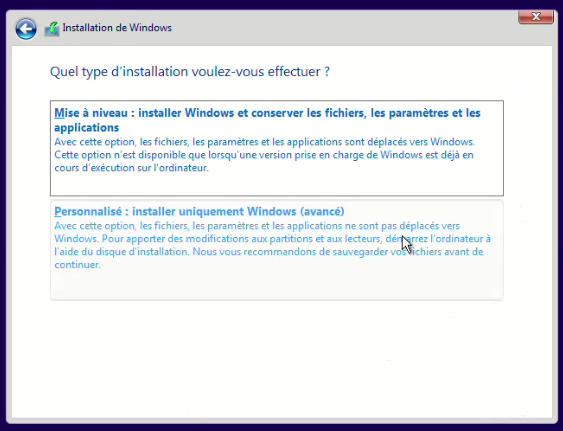 Installation de Windows
Quel type d'installation voulez-vous effectuer ?
Mise à niveau : installer Windows et conserver les fichiers, les paramètres et les
applications
Avec cette option, les fichiers, les paramètres et les applications sont déplacés vers Windows.
Cette option n'est disponible que lorsqu'une version prise en charge de Windows est déjà en
cours d'exécution sur l'ordinateur.
Personnalisé : installer uniquement Windows (avancé)
Avec cette option, les fichiers, les paramètres et les applications ne sont pas déplacés vers
Windows. Pour apporter des modifications aux partitions et aux lecteurs, démarrez l'ordinateur à
l'aide du disque d'installation. Nous vous recommandons de sauvegarder vos fichiers avant de
continuer.